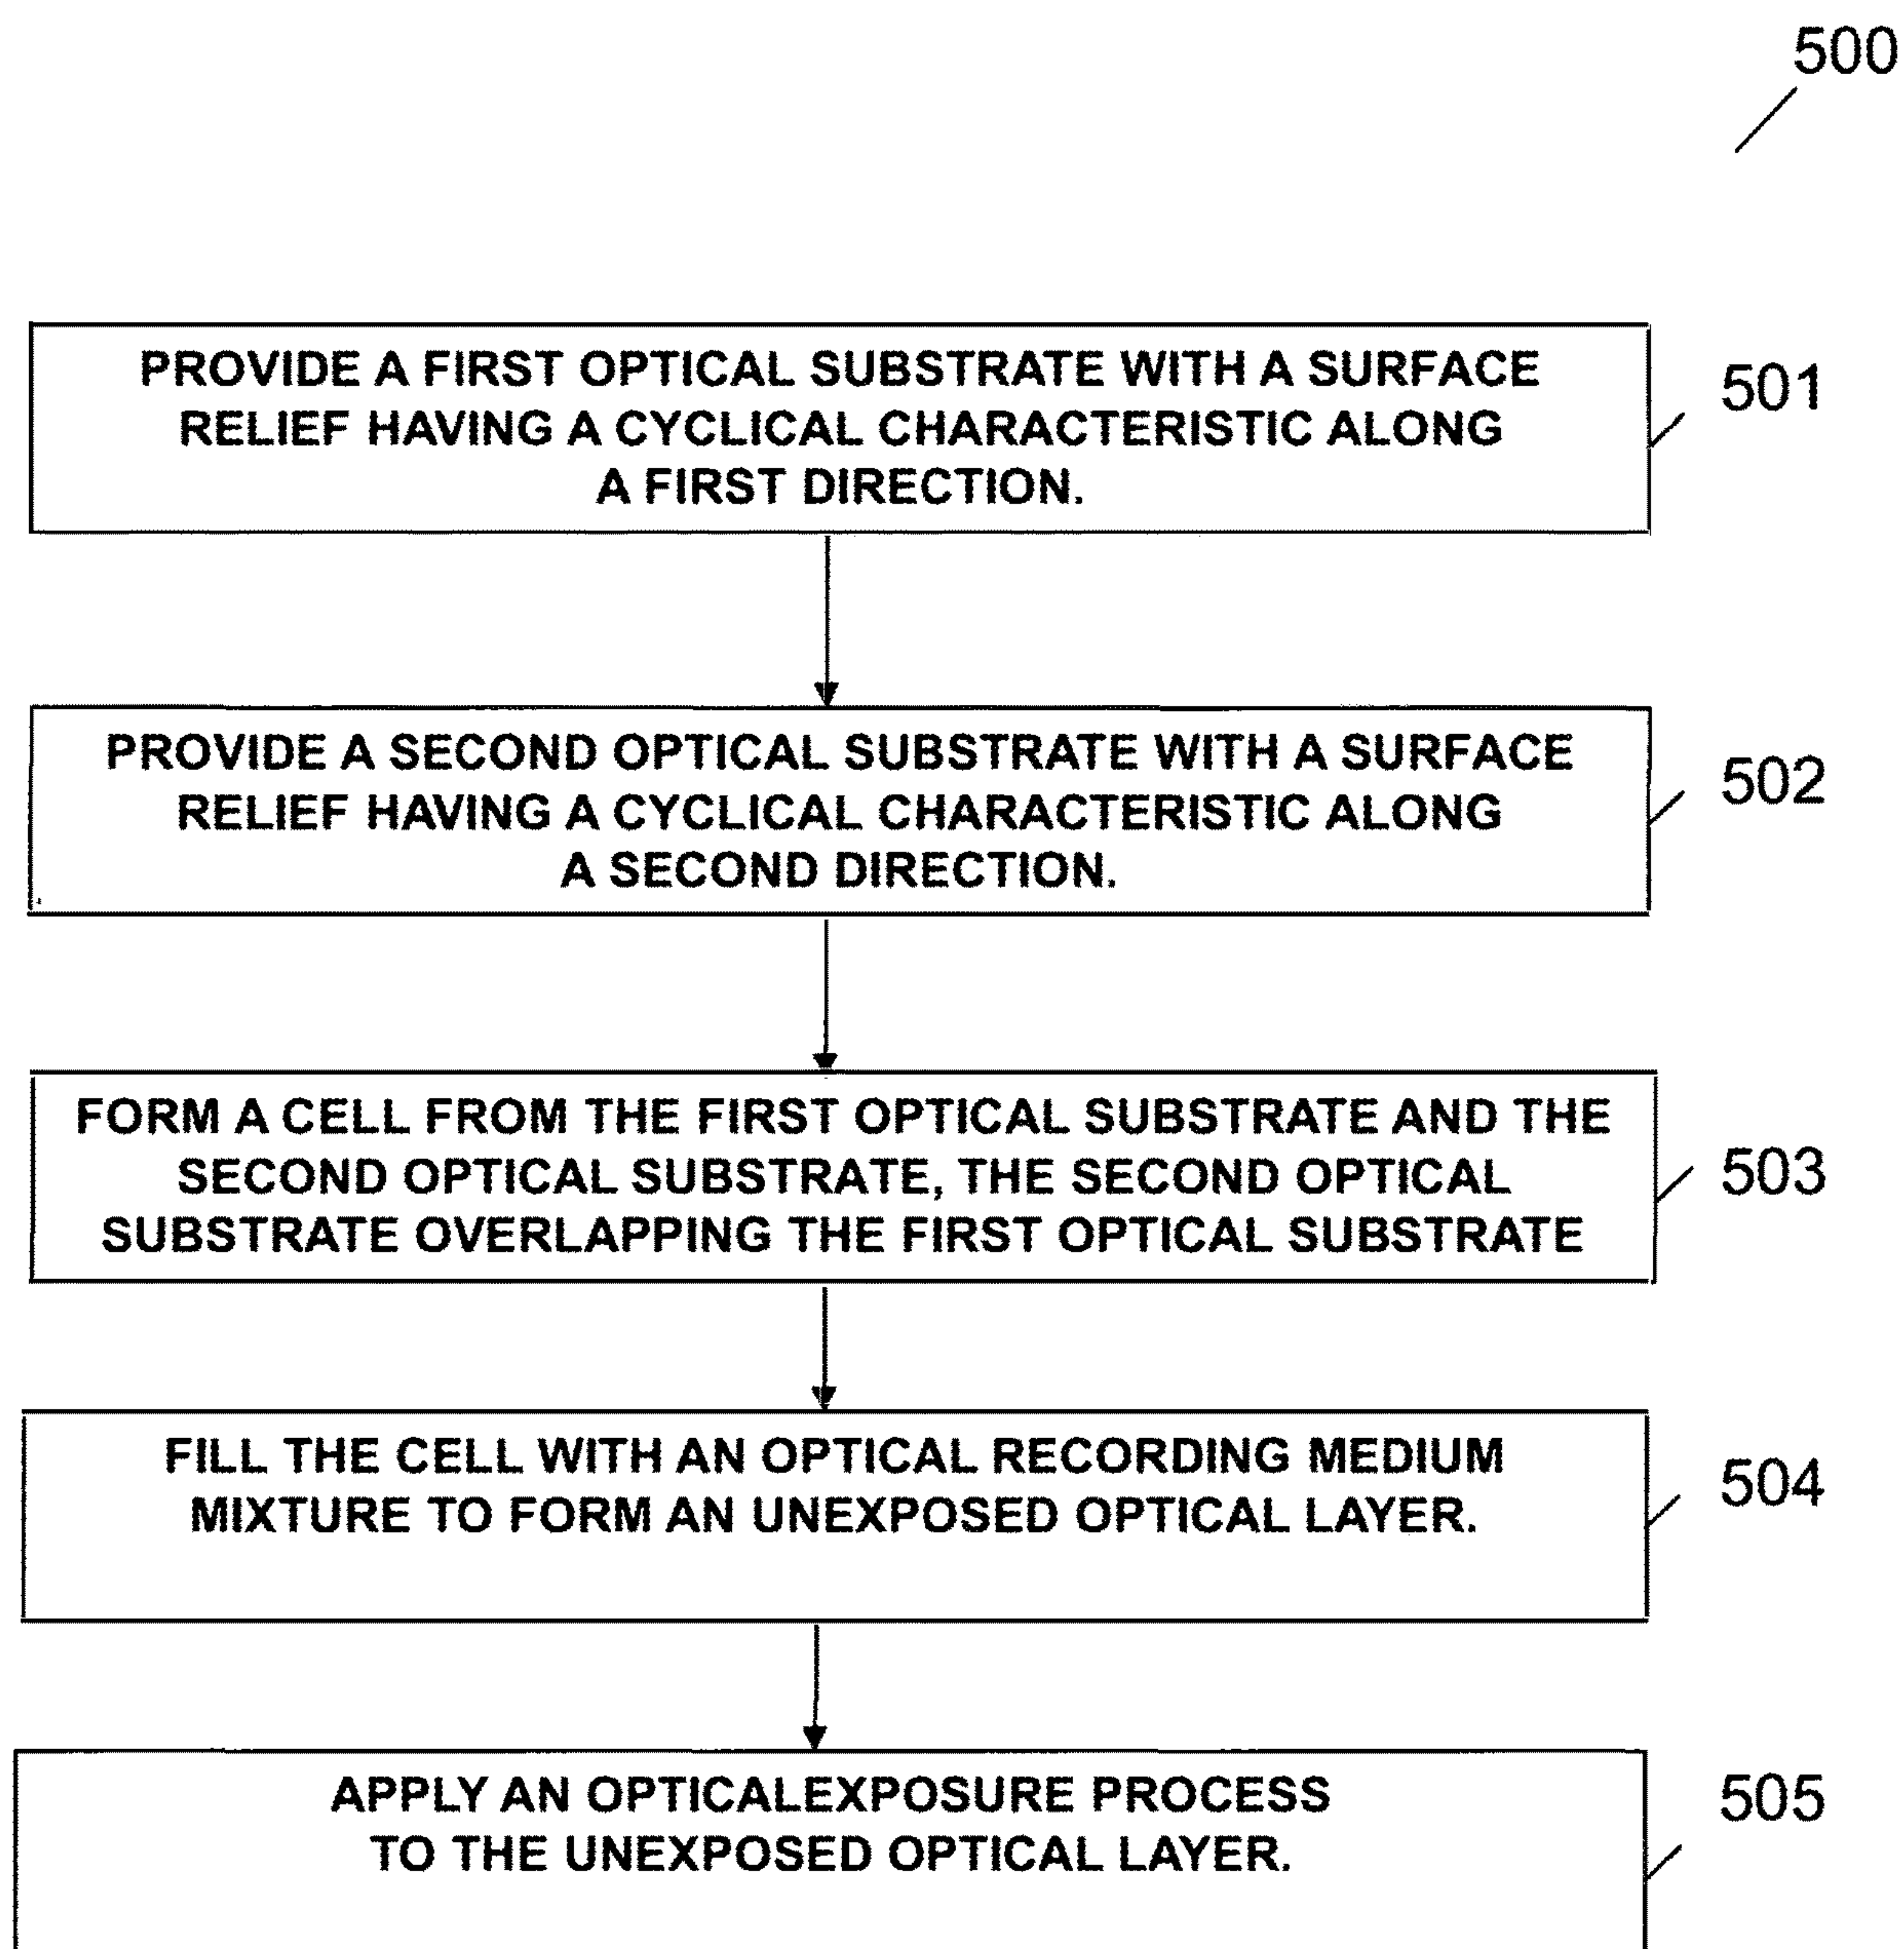 500
PROVIDE A FIRST OPTICAL SUBSTRATE WITH A SURFACE
RELIEF HAVING A CYCLICAL CHARACTERISTIC ALONG
A FIRST DIRECTION.
501
PROVIDE A SECOND OPTICAL SUBSTRATE WITH A SURFACE
RELIEF HAVING A CYCLICAL CHARACTERISTIC ALONG
A SECOND DIRECTION.
502
FORM A CELL FROM THE FIRST OPTICAL SUBSTRATE AND THE
SECOND OPTICAL SUBSTRATE, THE SECOND OPTICAL
SUBSTRATE OVERLAPPING THE FIRST OPTICAL SUBSTRATE
503
FILL THE CELL WITH AN OPTICAL RECORDING MEDIUM
MIXTURE TO FORM AN UNEXPOSED OPTICAL LAYER.
504
APPLY AN OPTICALEXPOSURE PROCESS
TO THE UNEXPOSED OPTICAL LAYER.
505